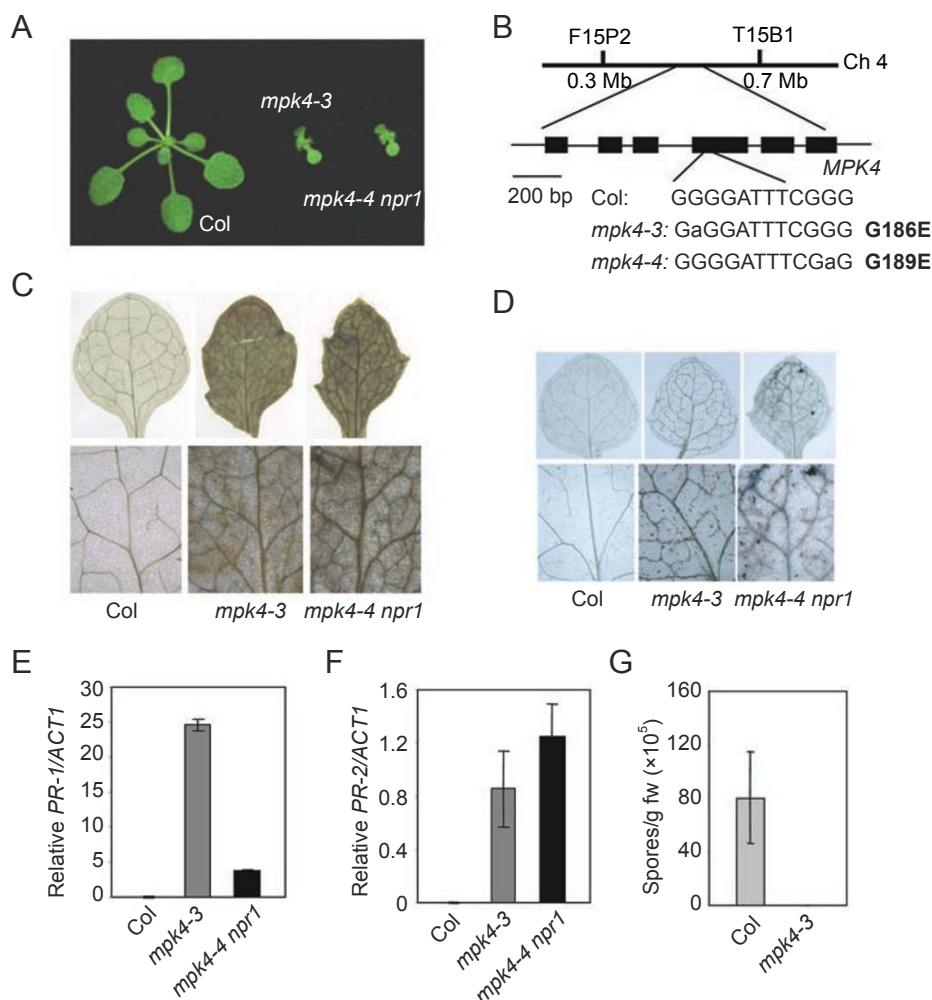 A
mpk4-3
Col
mpk4-4 npr1
B
F15P2
T15B1
Ch 4
0.3 Mb
0.7 Mb
MPK4
200 bp
Col: GGGGATTTCGGG
mpk4-3: GaGGATTTCGGG G186E
mpk4-4: GGGGATTTCGaG G189E
C
Col
mpk4-3
mpk4-4 npr1
D
Col
mpk4-3
mpk4-4 npr1
E
Relative PR-1/ACT1
30
25
20
15
10
5
0
Col
mpk4-3
mpk4-4 npr1
F
Relative PR-2/ACT1
1.6
1.2
0.8
0.4
0
Col
mpk4-3
mpk4-4 npr1
G
Spores/g fw (×10⁵)
160
120
80
40
0
Col
mpk4-3